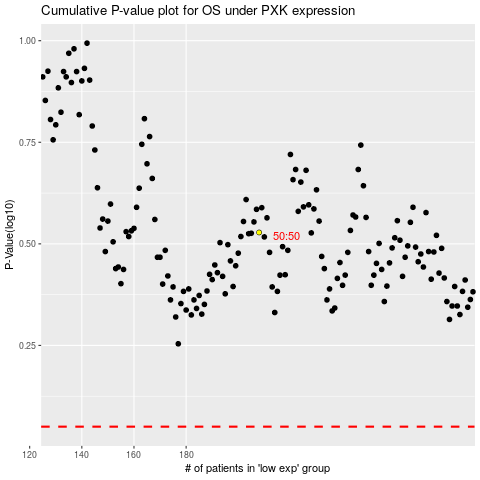 Cumulative P-value plot for OS under PXK expression
1.00
0.75
0.50
0.25
P-Value(log10)
50:50
120 140 160 180
# of patients in 'low exp' group